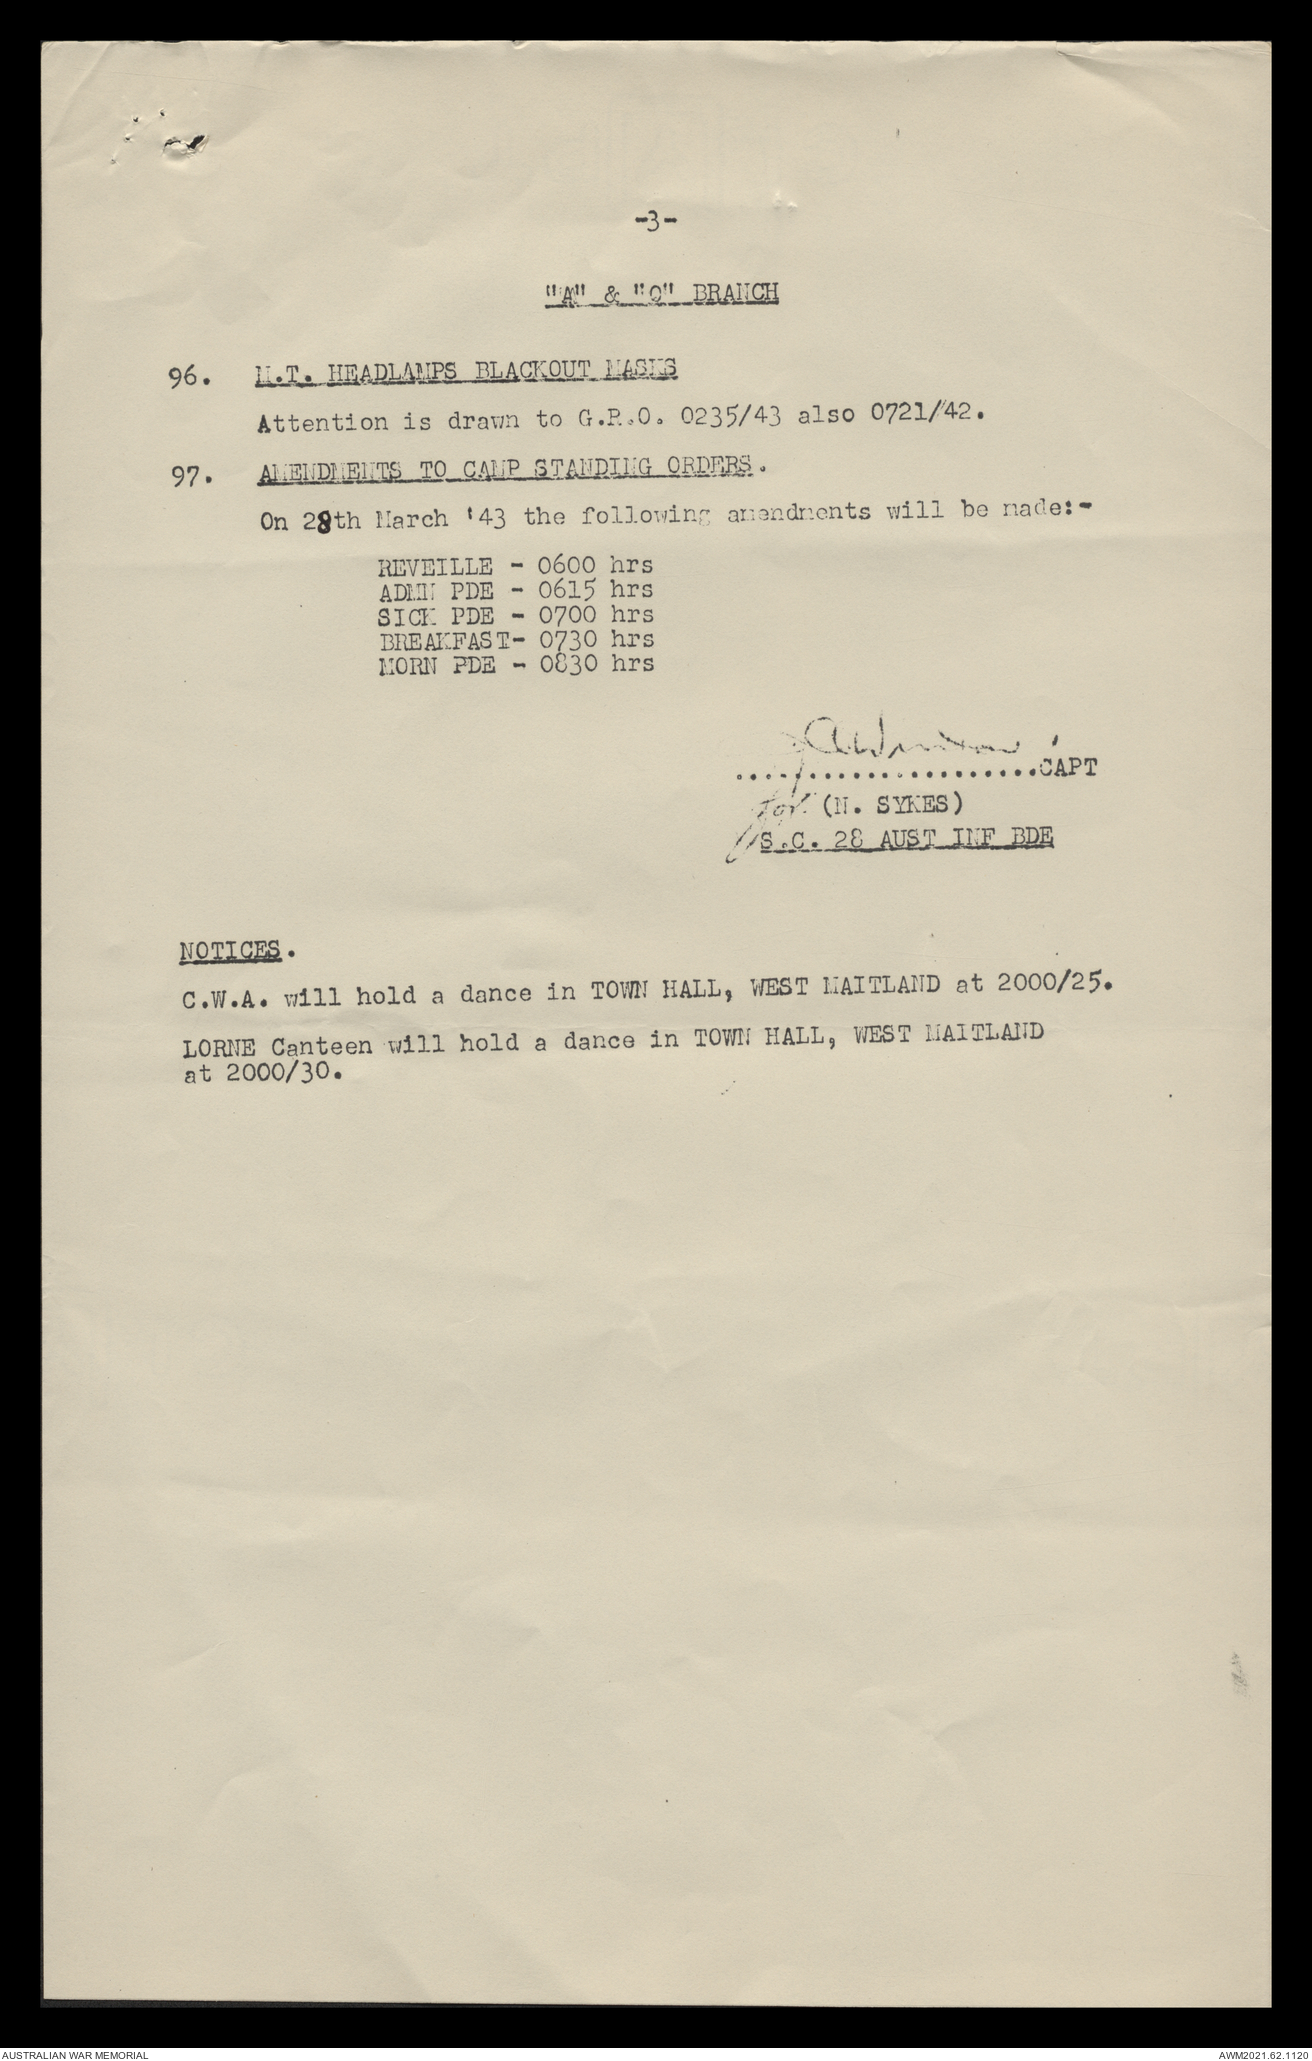 -3-
"A" & "Q" BRANCH
96. M.T. HEADLAMPS BLACKOUT MASKS
Attention is drawn to G.R.O. 0235/43 also 0721/42.
97. AMENDMENTS TO CAMP STANDING ORDERS.
On 28th March '43 the following amendments will be made:-
REVEILLE - 0600 hrs
ADMN PDE - 0615 hrs
SICK PDE - 0700 hrs
BREAKFAST- 0730 hrs
MORN PDE - 0830 hrs
......................CAPT
for (N. SYKES)
S.C. 28 AUST INF BDE
NOTICES.
C.W.A. will hold a dance in TOWN HALL, WEST MAITLAND at 2000/25.
LORNE Canteen will hold a dance in TOWN HALL, WEST MAITLAND
at 2000/30.
AUSTRALIAN WAR MEMORIAL
AWM2021.62.1120